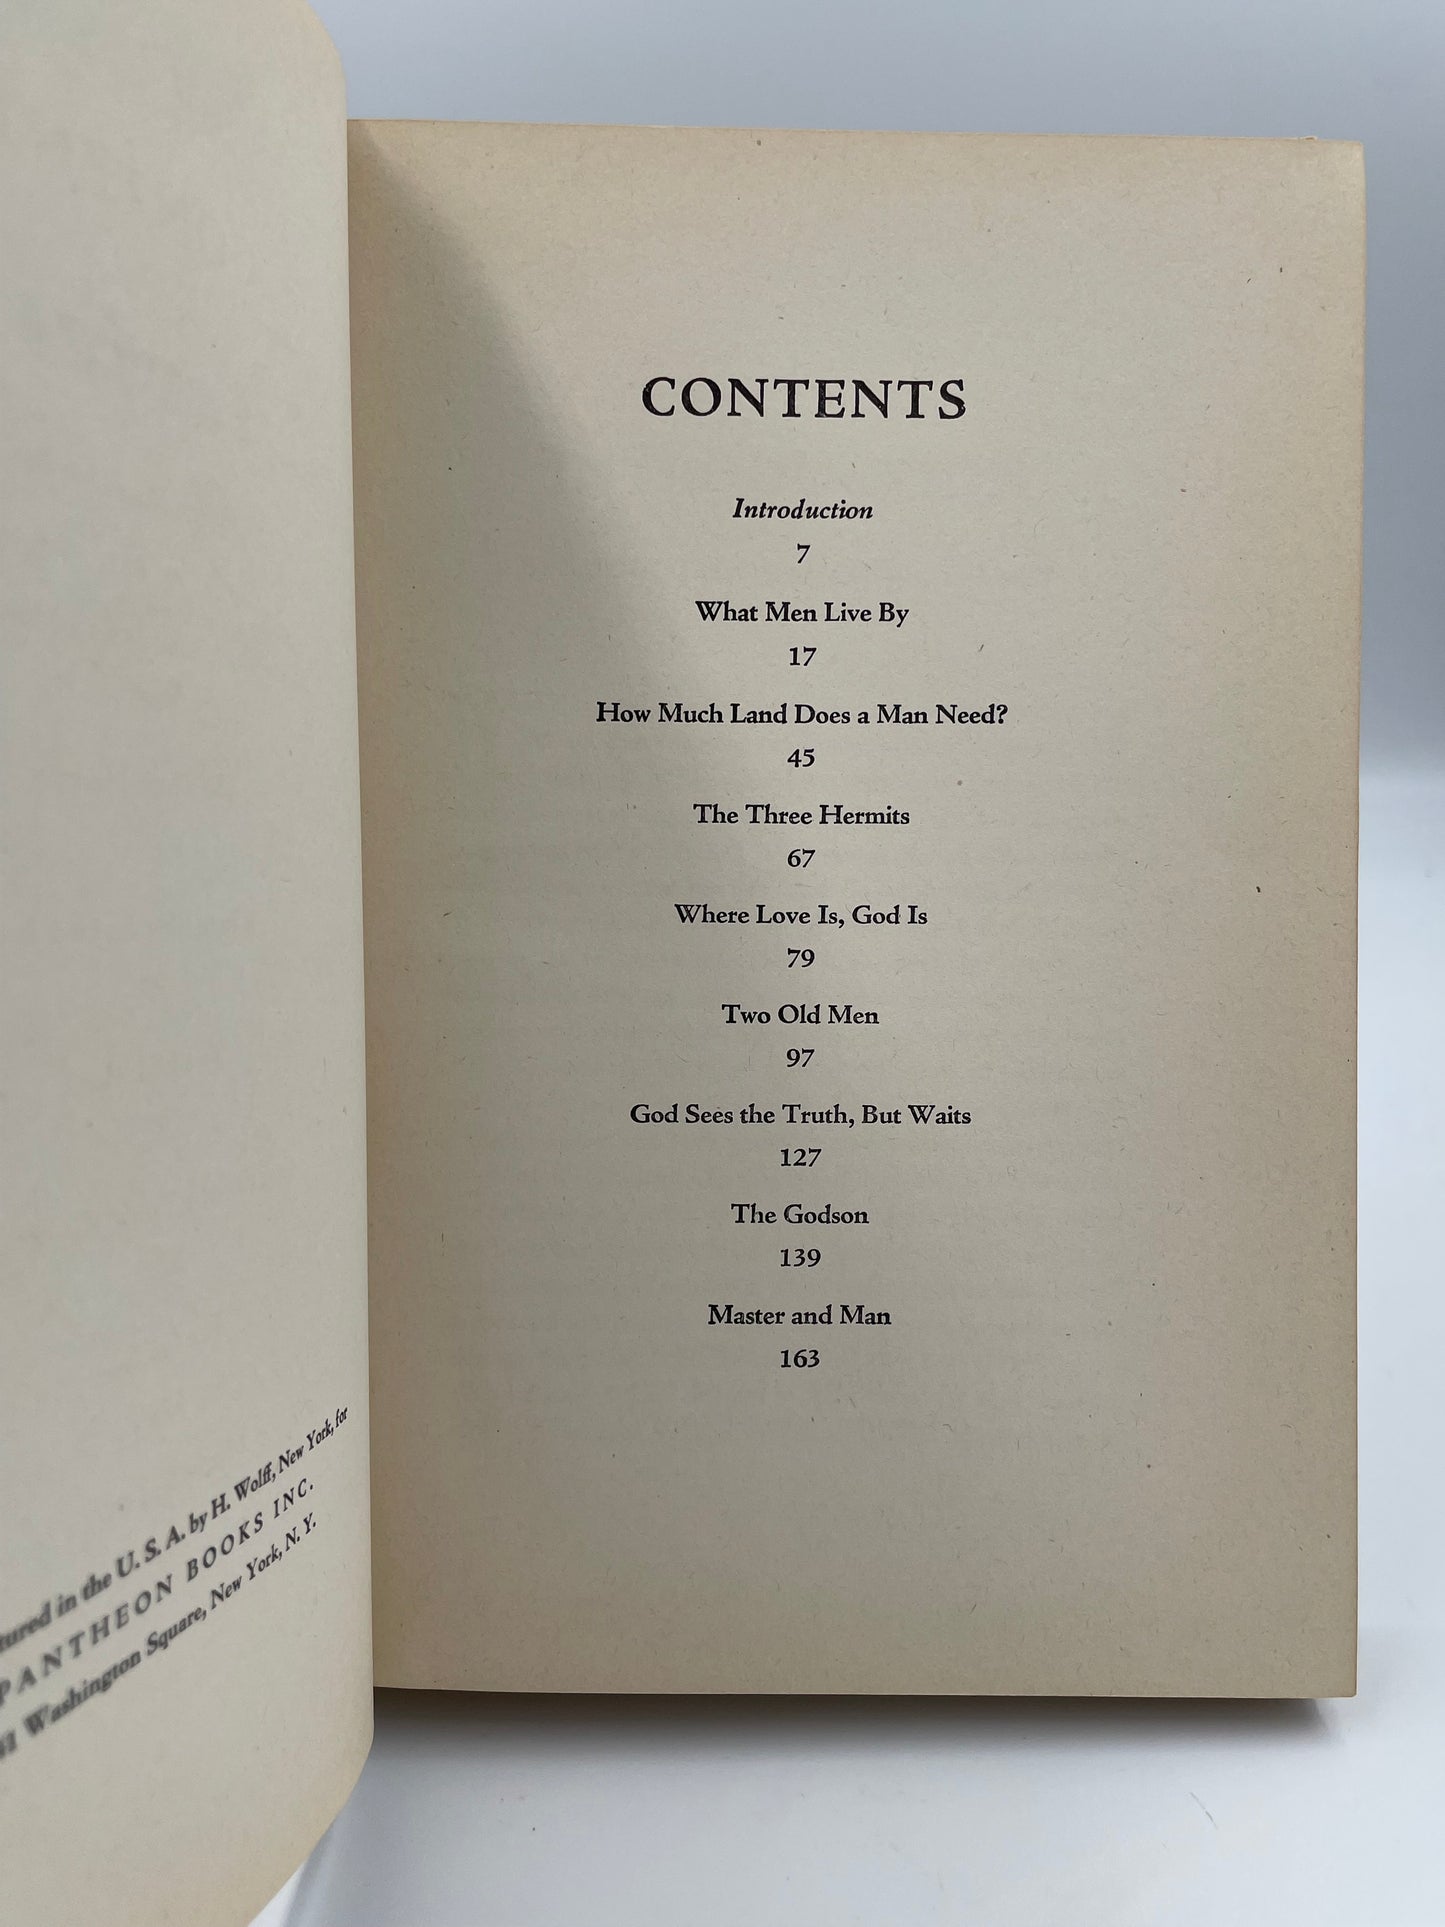 tured in the U. S. A. by H. Wolff, New York, for
PANTHEON BOOKS INC.
41 Washington Square, New York, N. Y.
CONTENTS
Introduction
7
What Men Live By
17
How Much Land Does a Man Need?
45
The Three Hermits
67
Where Love Is, God Is
79
Two Old Men
97
God Sees the Truth, But Waits
127
The Godson
139
Master and Man
163